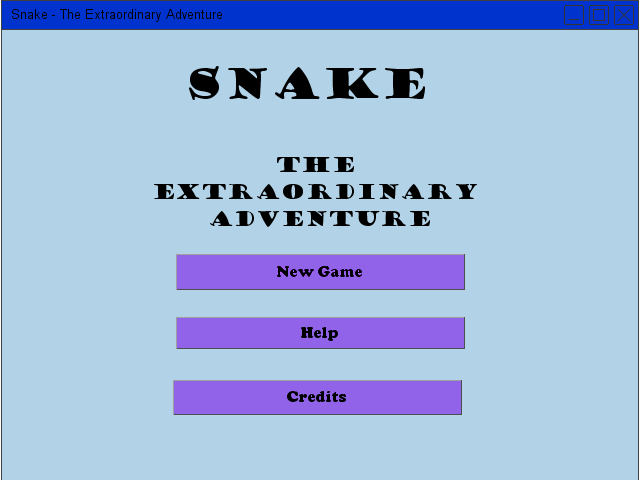 Snake - The Extraordinary Adventure
SNAKE
THE
EXTRAORDINARY
ADVENTURE
New Game
Help
Credits